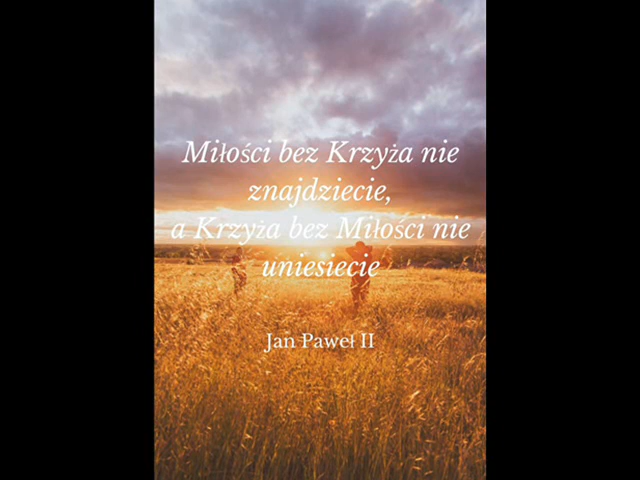 Miłości bez Krzyża nie
znajdziecie,
a Krzyża bez Miłości nie
uniesiecie
Jan Paweł II